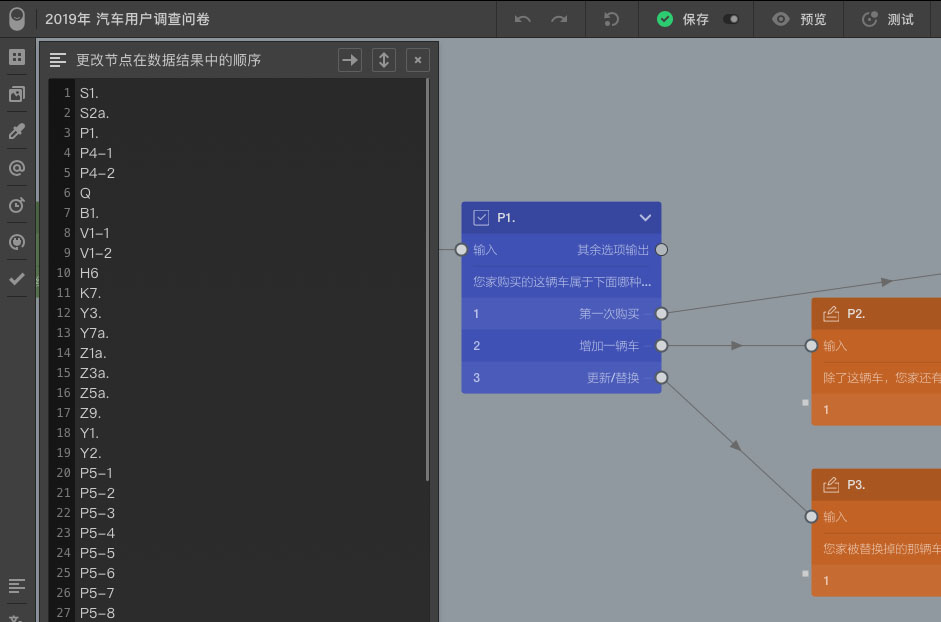 2019年 汽车用户调查问卷
保存
预览
测试
更改节点在数据结果中的顺序
1 S1.
2 S2a.
3 P1.
4 P4-1
5 P4-2
6 Q
7 B1.
8 V1-1
9 V1-2
10 H6
11 K7.
12 Y3.
13 Y7a.
14 Z1a.
15 Z3a.
16 Z5a.
17 Z9.
18 Y1.
19 Y2.
20 P5-1
21 P5-2
22 P5-3
23 P5-4
24 P5-5
25 P5-6
26 P5-7
27 P5-8
P1.
输入 其余选项输出
您家购买的这辆车属于下面哪种...
1 第一次购买
2 增加一辆车
3 更新/替换
P2.
输入
除了这辆车，您家还有
1
P3.
输入
您家被替换掉的那辆车
1